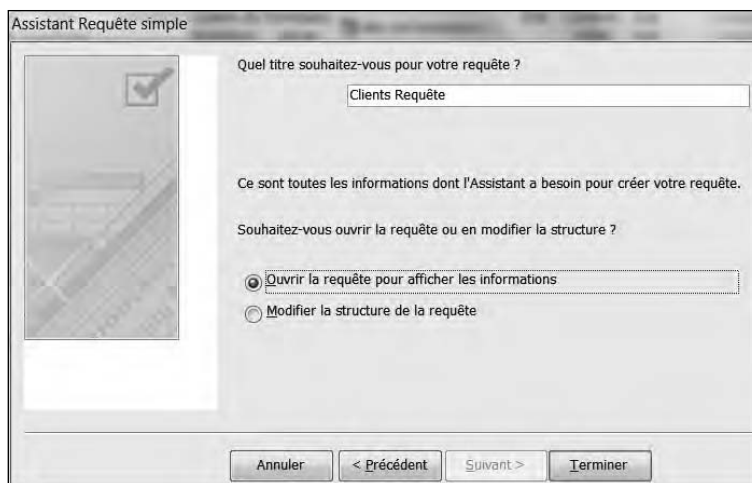 Assistant Requête simple
Quel titre souhaitez-vous pour votre requête ?
Clients Requête
Ce sont toutes les informations dont l'Assistant a besoin pour créer votre requête.
Souhaitez-vous ouvrir la requête ou en modifier la structure ?
Ouvrir la requête pour afficher les informations
Modifier la structure de la requête
Annuler
< Précédent
Suivant >
Terminer